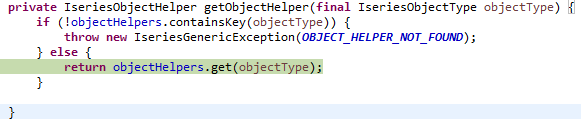 private IseriesObjectHelper getObjectHelper(final IseriesObjectType objectType) {
if (!objectHelpers.containsKey(objectType)) {
throw new IseriesGenericException(OBJECT_HELPER_NOT_FOUND);
} else {
return objectHelpers.get(objectType);
}
}